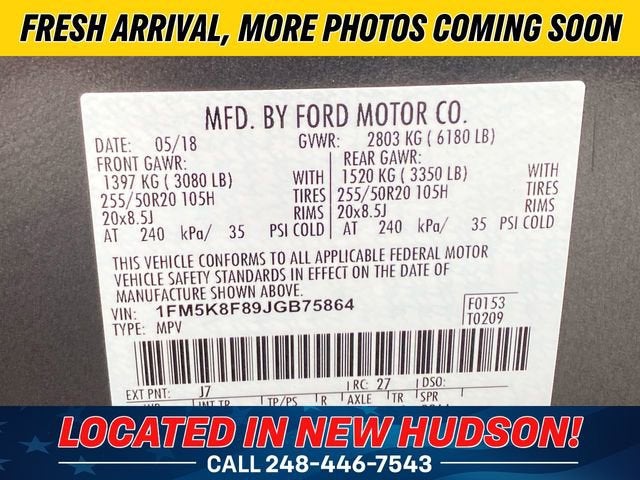 FRESH ARRIVAL, MORE PHOTOS COMING SOON
MFD. BY FORD MOTOR CO.
DATE: 05/18 GVWR: 2803 KG ( 6180 LB)
FRONT GAWR: REAR GAWR:
1397 KG ( 3080 LB) WITH 1520 KG ( 3350 LB) WITH
255/50R20 105H TIRES 255/50R20 105H TIRES
20x8.5J RIMS 20x8.5J RIMS
AT 240 kPa/ 35 PSI COLD AT 240 kPa/ 35 PSI COLD
THIS VEHICLE CONFORMS TO ALL APPLICABLE FEDERAL MOTOR
VEHICLE SAFETY STANDARDS IN EFFECT ON THE DATE OF
MANUFACTURE SHOWN ABOVE.
VIN: 1FM5K8F89JGB75864 F0153
TYPE: MPV T0209
EXT PNT: J7 RC: 27 DSO:
INT TR TP/PS R AXLE TR SPR
LOCATED IN NEW HUDSON!
CALL 248-446-7543